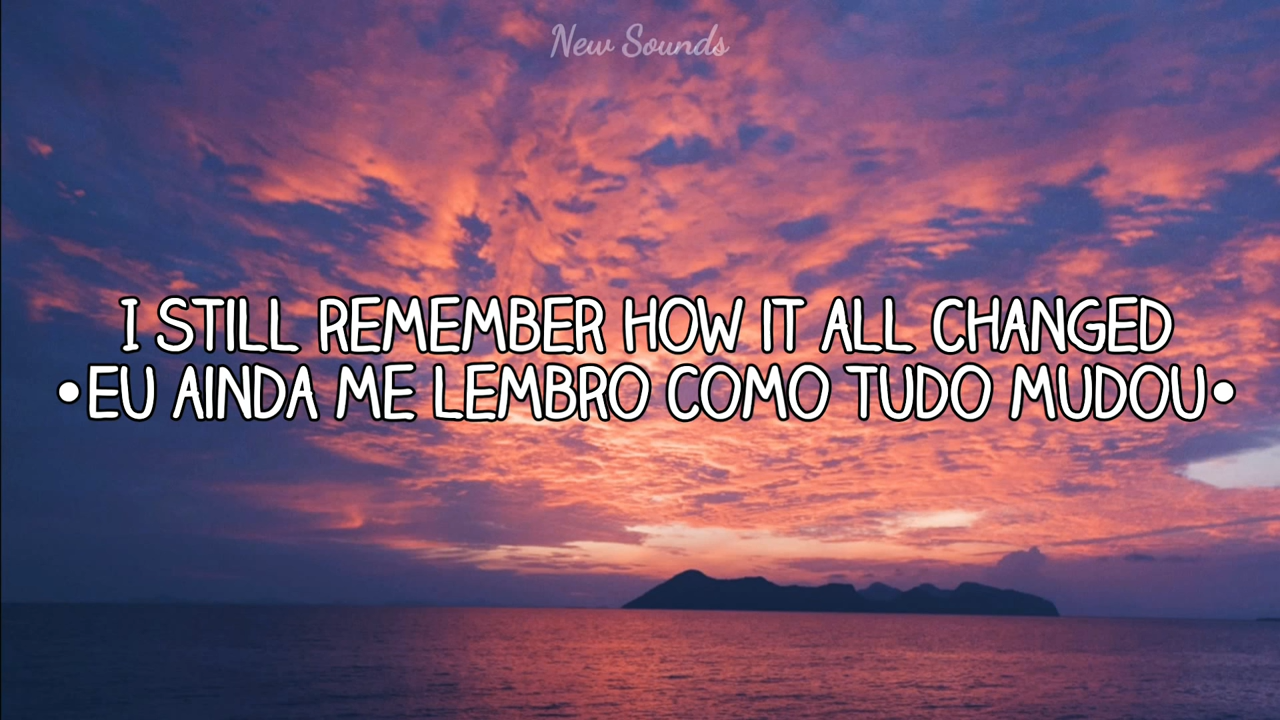 New Sounds
I STILL REMEMBER HOW IT ALL CHANGED
•EU AINDA ME LEMBRO COMO TUDO MUDOU•